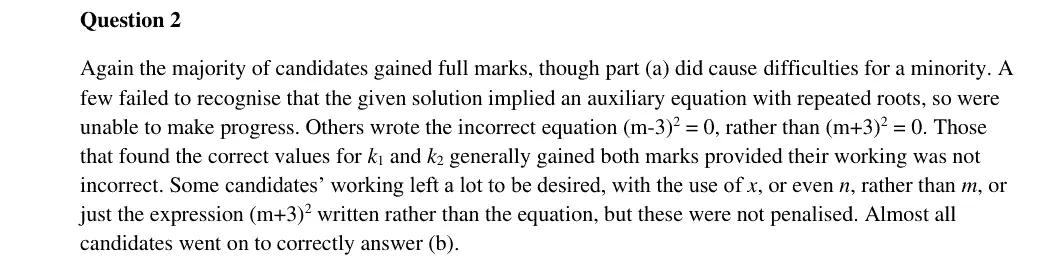 Question 2
Again the majority of candidates gained full marks, though part (a) did cause difficulties for a minority. A
few failed to recognise that the given solution implied an auxiliary equation with repeated roots, so were
unable to make progress. Others wrote the incorrect equation (m-3)² = 0, rather than (m+3)² = 0. Those
that found the correct values for k₁ and k₂ generally gained both marks provided their working was not
incorrect. Some candidates’ working left a lot to be desired, with the use of x, or even n, rather than m, or
just the expression (m+3)² written rather than the equation, but these were not penalised. Almost all
candidates went on to correctly answer (b).